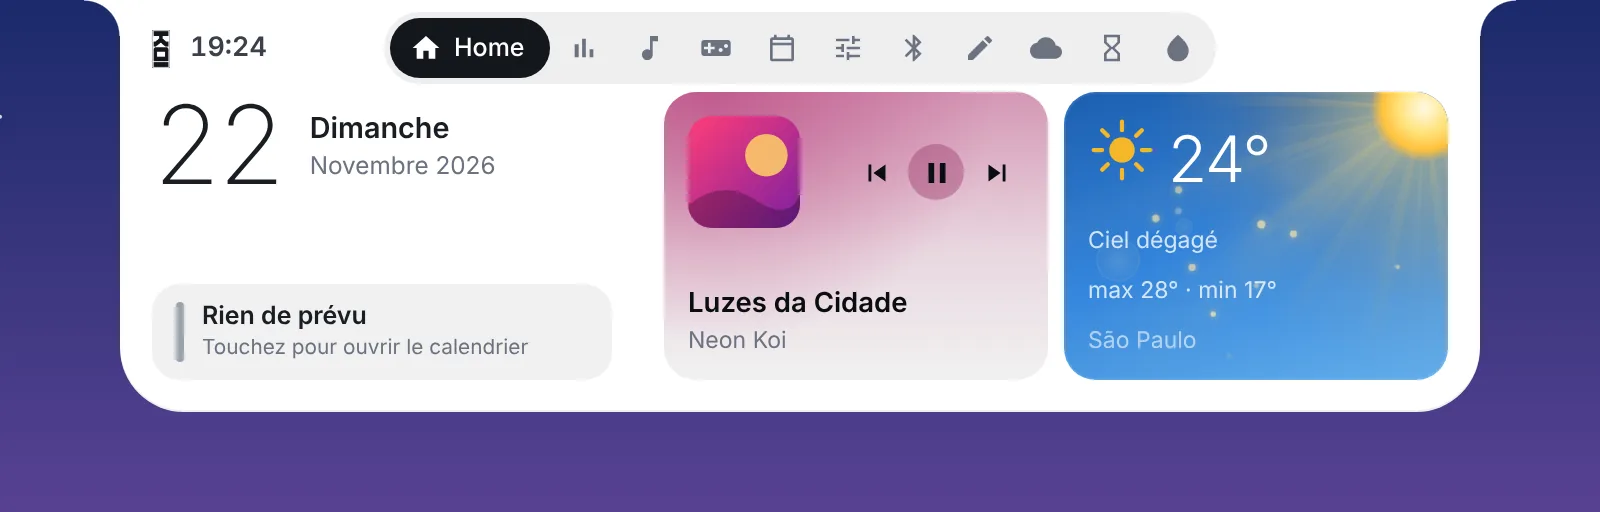 KOI
19:24
Home
22
Dimanche
Novembre 2026
Rien de prévu
Touchez pour ouvrir le calendrier
Luzes da Cidade
Neon Koi
24°
Ciel dégagé
max 28° · min 17°
São Paulo